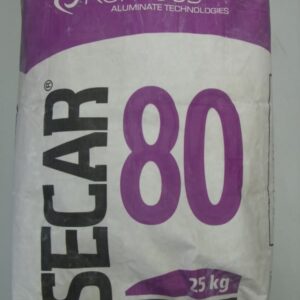 ALUMINATE TECHNOLOGIES
SECAR®
80
25 kg